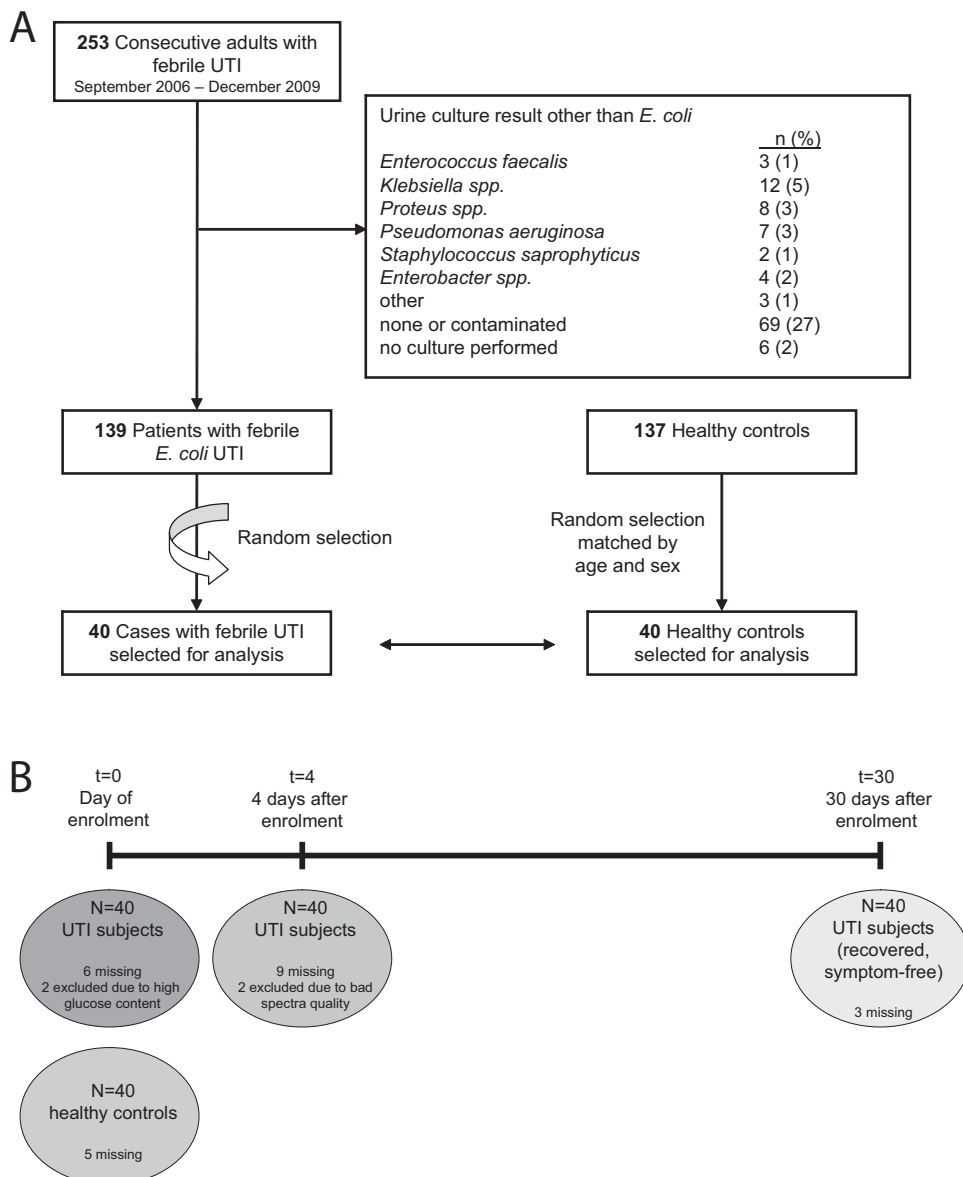 A
253 Consecutive adults with
febrile UTI
September 2006 – December 2009
Urine culture result other than E. coli
n (%)
Enterococcus faecalis 3 (1)
Klebsiella spp. 12 (5)
Proteus spp. 8 (3)
Pseudomonas aeruginosa 7 (3)
Staphylococcus saprophyticus 2 (1)
Enterobacter spp. 4 (2)
other 3 (1)
none or contaminated 69 (27)
no culture performed 6 (2)
139 Patients with febrile
E. coli UTI
137 Healthy controls
Random selection
Random selection
matched by
age and sex
40 Cases with febrile UTI
selected for analysis
40 Healthy controls
selected for analysis
B
t=0
Day of
enrolment
t=4
4 days after
enrolment
t=30
30 days after
enrolment
N=40
UTI subjects
6 missing
2 excluded due to high
glucose content
N=40
UTI subjects
9 missing
2 excluded due to bad
spectra quality
N=40
UTI subjects
(recovered,
symptom-free)
3 missing
N=40
healthy controls
5 missing